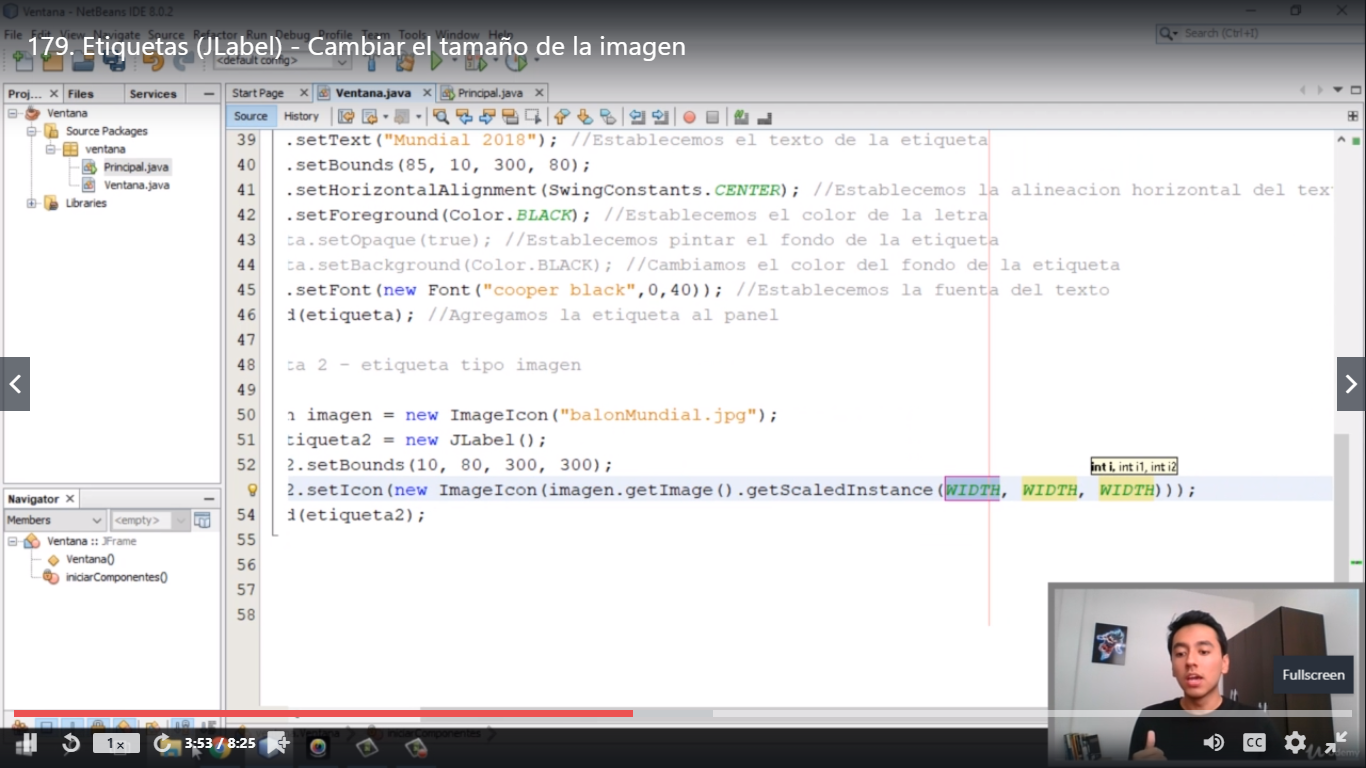 Ventana - NetBeans IDE 8.0.2
File Edit View Navigate Source Refactor Run Debug Profile Team Tools Window Help
Search (Ctrl+I)
179. Etiquetas (JLabel) - Cambiar el tamaño de la imagen
<default config>
Proj... Files Services
Start Page Ventana.java Principal.java
Source History
Ventana
Source Packages
ventana
Principal.java
Ventana.java
Libraries
39 .setText("Mundial 2018"); //Establecemos el texto de la etiqueta
40 .setBounds(85, 10, 300, 80);
41 .setHorizontalAlignment(SwingConstants.CENTER); //Establecemos la alineacion horizontal del tex
42 .setForeground(Color.BLACK); //Establecemos el color de la letra
43 ta.setOpaque(true); //Establecemos pintar el fondo de la etiqueta
44 ta.setBackground(Color.BLACK); //Cambiamos el color del fondo de la etiqueta
45 .setFont(new Font("cooper black",0,40)); //Establecemos la fuenta del texto
46 d(etiqueta); //Agregamos la etiqueta al panel
47
48 ta 2 - etiqueta tipo imagen
49
50 n imagen = new ImageIcon("balonMundial.jpg");
51 tiqueta2 = new JLabel();
52 2.setBounds(10, 80, 300, 300);
int i, int i1, int i2
2.setIcon(new ImageIcon(imagen.getImage().getScaledInstance(WIDTH, WIDTH, WIDTH)));
54 d(etiqueta2);
55
56
57
58
Navigator
Members <empty>
Ventana :: JFrame
Ventana()
iniciarComponentes()
Fullscreen
iniciarComponentes
1x
3:53 / 8:25
CC